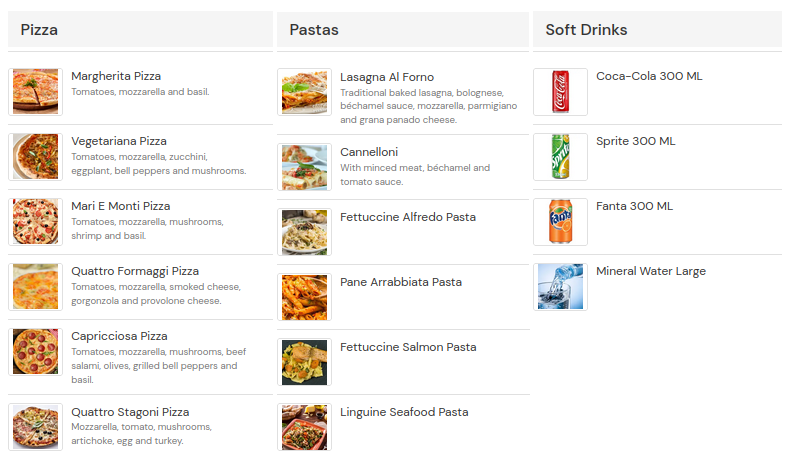 Pizza
Margherita Pizza
Tomatoes, mozzarella and basil.
Vegetariana Pizza
Tomatoes, mozzarella, zucchini,
eggplant, bell peppers and mushrooms.
Mari E Monti Pizza
Tomatoes, mozzarella, mushrooms,
shrimp and basil.
Quattro Formaggi Pizza
Tomatoes, mozzarella, smoked cheese,
gorgonzola and provolone cheese.
Capricciosa Pizza
Tomatoes, mozzarella, mushrooms, beef
salami, olives, grilled bell peppers and
basil.
Quattro Stagoni Pizza
Mozzarella, tomato, mushrooms,
artichoke, egg and turkey.
Pastas
Lasagna Al Forno
Traditional baked lasagna, bolognese,
béchamel sauce, mozzarella, parmigiano
and grana panado cheese.
Cannelloni
With minced meat, béchamel and
tomato sauce.
Fettuccine Alfredo Pasta
Pane Arrabbiata Pasta
Fettuccine Salmon Pasta
Linguine Seafood Pasta
Soft Drinks
Coca-Cola
Coca-Cola 300 ML
Sprite
Sprite 300 ML
Fanta
Fanta 300 ML
Mineral Water Large